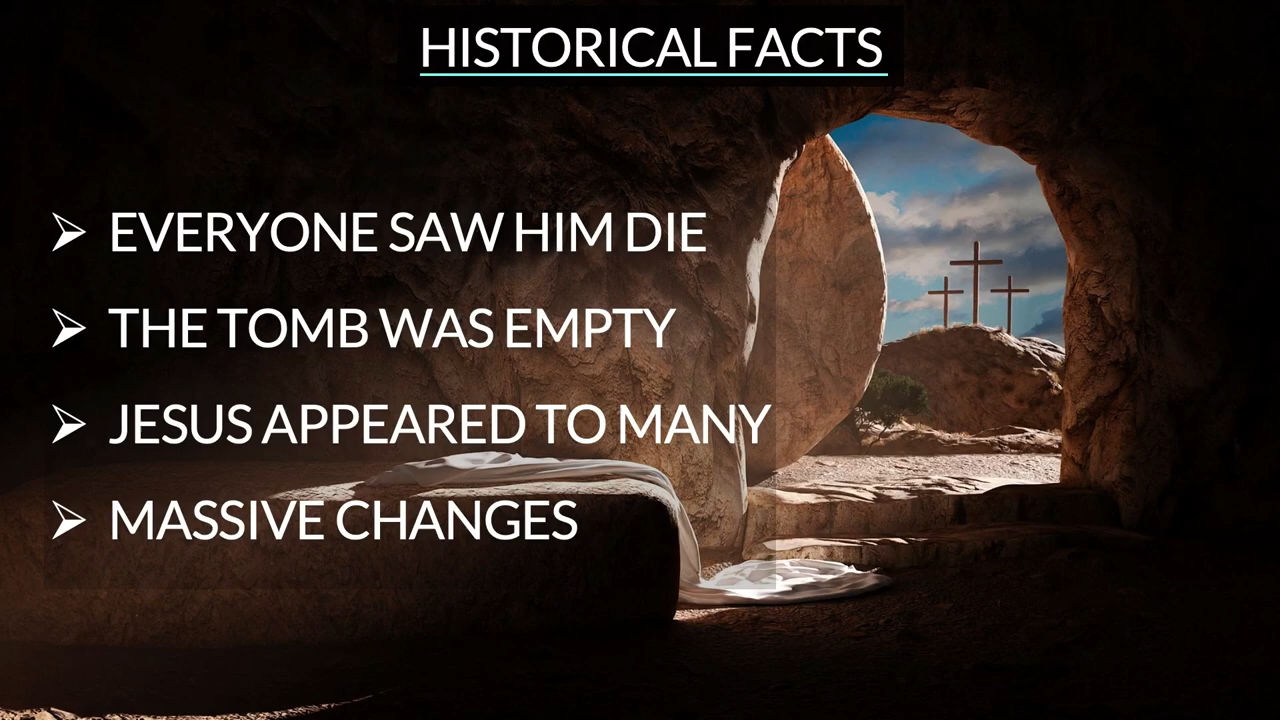 HISTORICAL FACTS
➢ EVERYONE SAW HIM DIE
➢ THE TOMB WAS EMPTY
➢ JESUS APPEARED TO MANY
➢ MASSIVE CHANGES